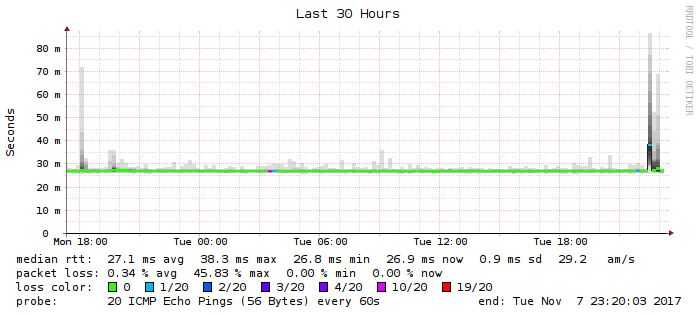 Last 30 Hours
RRDTOOL / TOBI OETIKER
Seconds
80 m
70 m
60 m
50 m
40 m
30 m
20 m
10 m
0
Mon 18:00 Tue 00:00 Tue 06:00 Tue 12:00 Tue 18:00
median rtt: 27.1 ms avg 38.3 ms max 26.8 ms min 26.9 ms now 0.9 ms sd 29.2 am/s
packet loss: 0.34 % avg 45.83 % max 0.00 % min 0.00 % now
loss color: 0 1/20 2/20 3/20 4/20 10/20 19/20
probe: 20 ICMP Echo Pings (56 Bytes) every 60s end: Tue Nov 7 23:20:03 2017